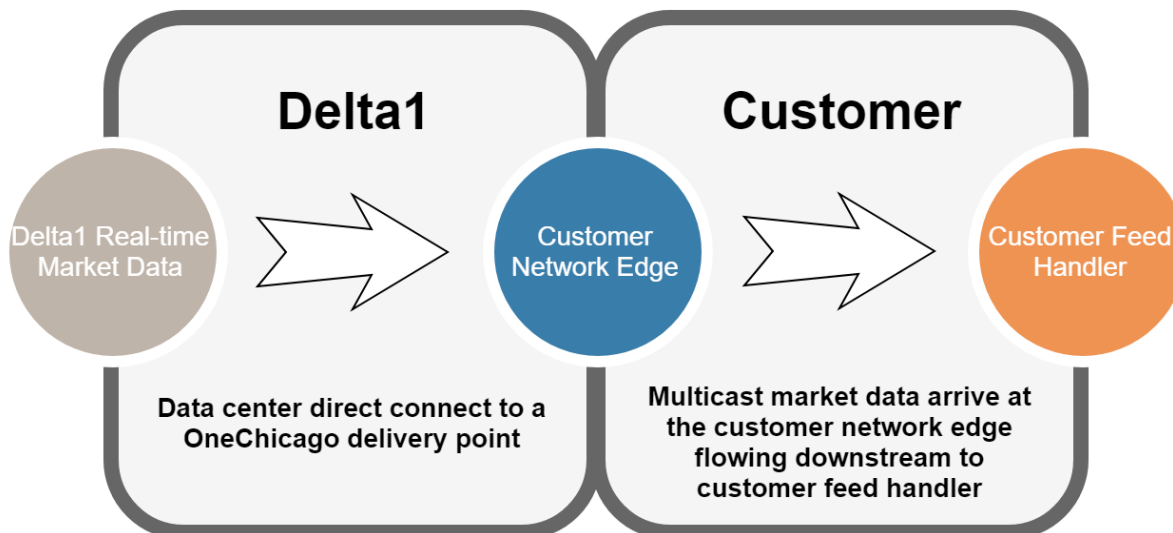 Delta1
Customer
Delta1 Real-time
Market Data
Customer
Network Edge
Customer Feed
Handler
Data center direct connect to a
OneChicago delivery point
Multicast market data arrive at
the customer network edge
flowing downstream to
customer feed handler